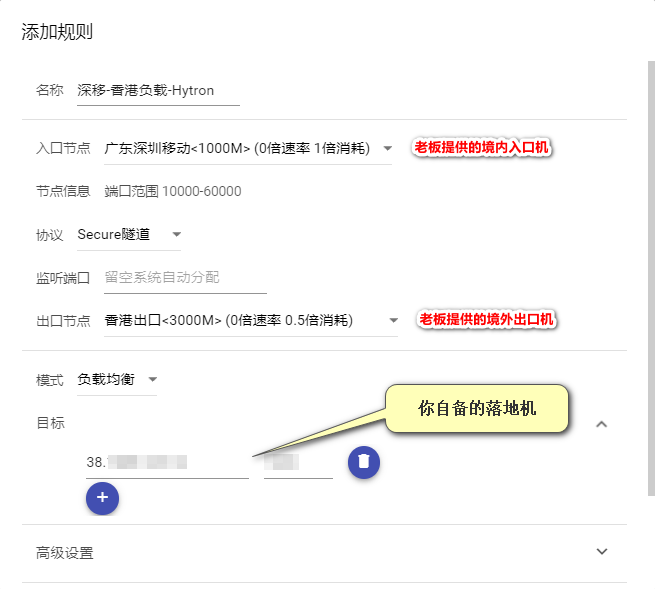 添加规则
名称 深移-香港负载-Hytron
入口节点 广东深圳移动<1000M> (0倍速率 1倍消耗) 老板提供的境内入口机
节点信息 端口范围 10000-60000
协议 Secure隧道
监听端口 留空系统自动分配
出口节点 香港出口<3000M> (0倍速率 0.5倍消耗) 老板提供的境外出口机
模式 负载均衡
你自备的落地机
目标
38.
+
高级设置